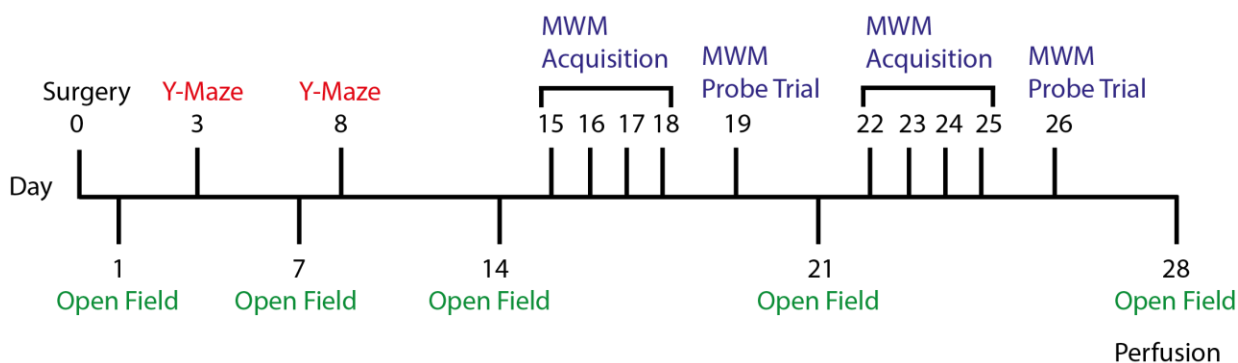 MWM
Acquisition
MWM
Probe Trial
MWM
Acquisition
MWM
Probe Trial
Surgery
Y-Maze
Y-Maze
0
3
8
15
16
17
18
19
22
23
24
25
26
Day
1
7
14
21
28
Open Field
Open Field
Open Field
Open Field
Open Field
Perfusion